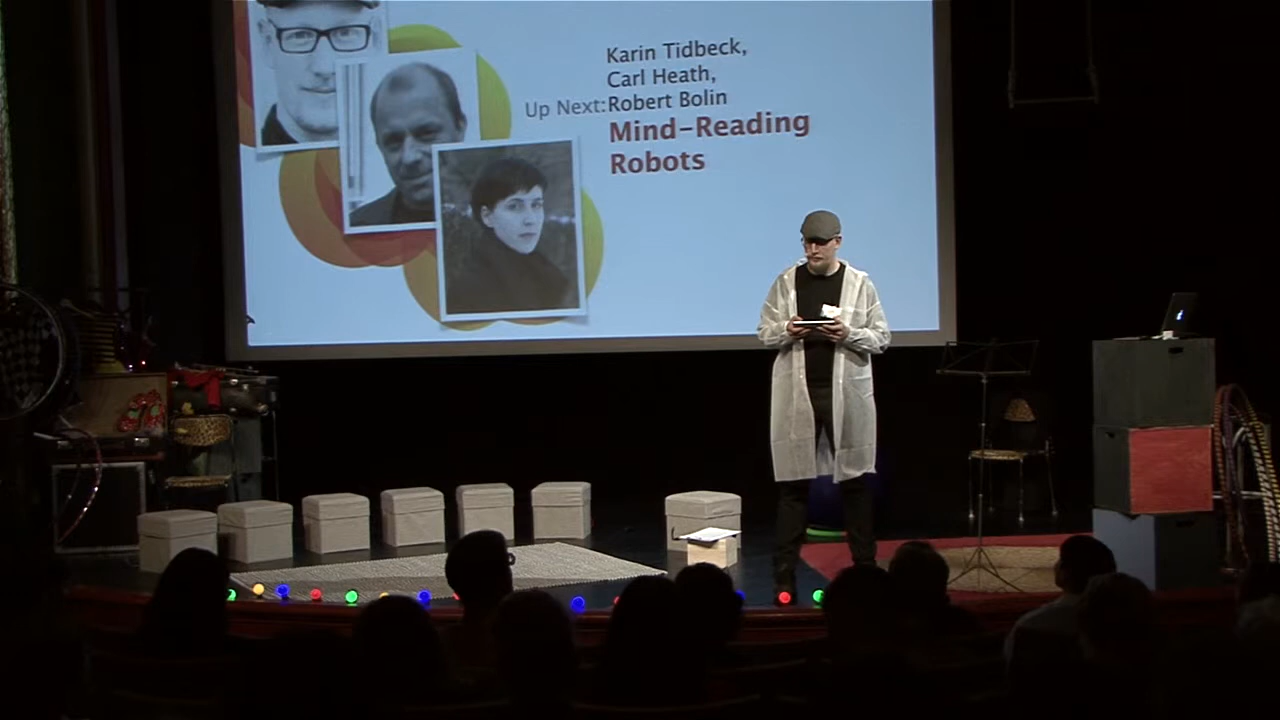 Karin Tidbeck,
Carl Heath,
Up Next: Robert Bolin
Mind-Reading
Robots